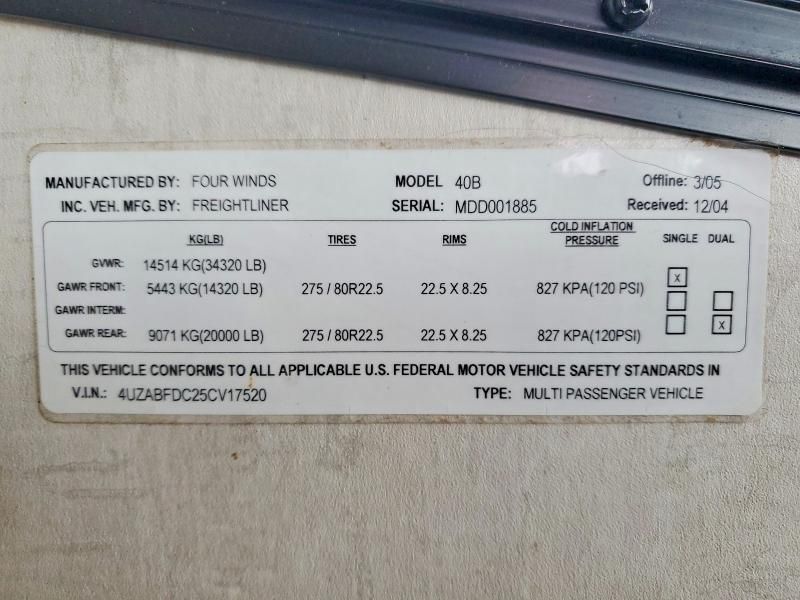 MANUFACTURED BY: FOUR WINDS MODEL 40B Offline: 3/05
INC. VEH. MFG. BY: FREIGHTLINER SERIAL: MDD001885 Received: 12/04
KG(LB) TIRES RIMS COLD INFLATION PRESSURE SINGLE DUAL
GVWR: 14514 KG(34320 LB)
GAWR FRONT: 5443 KG(14320 LB) 275 / 80R22.5 22.5 X 8.25 827 KPA(120 PSI) X
GAWR INTERM:
GAWR REAR: 9071 KG(20000 LB) 275 / 80R22.5 22.5 X 8.25 827 KPA(120PSI) X
THIS VEHICLE CONFORMS TO ALL APPLICABLE U.S. FEDERAL MOTOR VEHICLE SAFETY STANDARDS IN
V.I.N.: 4UZABFDC25CV17520 TYPE: MULTI PASSENGER VEHICLE